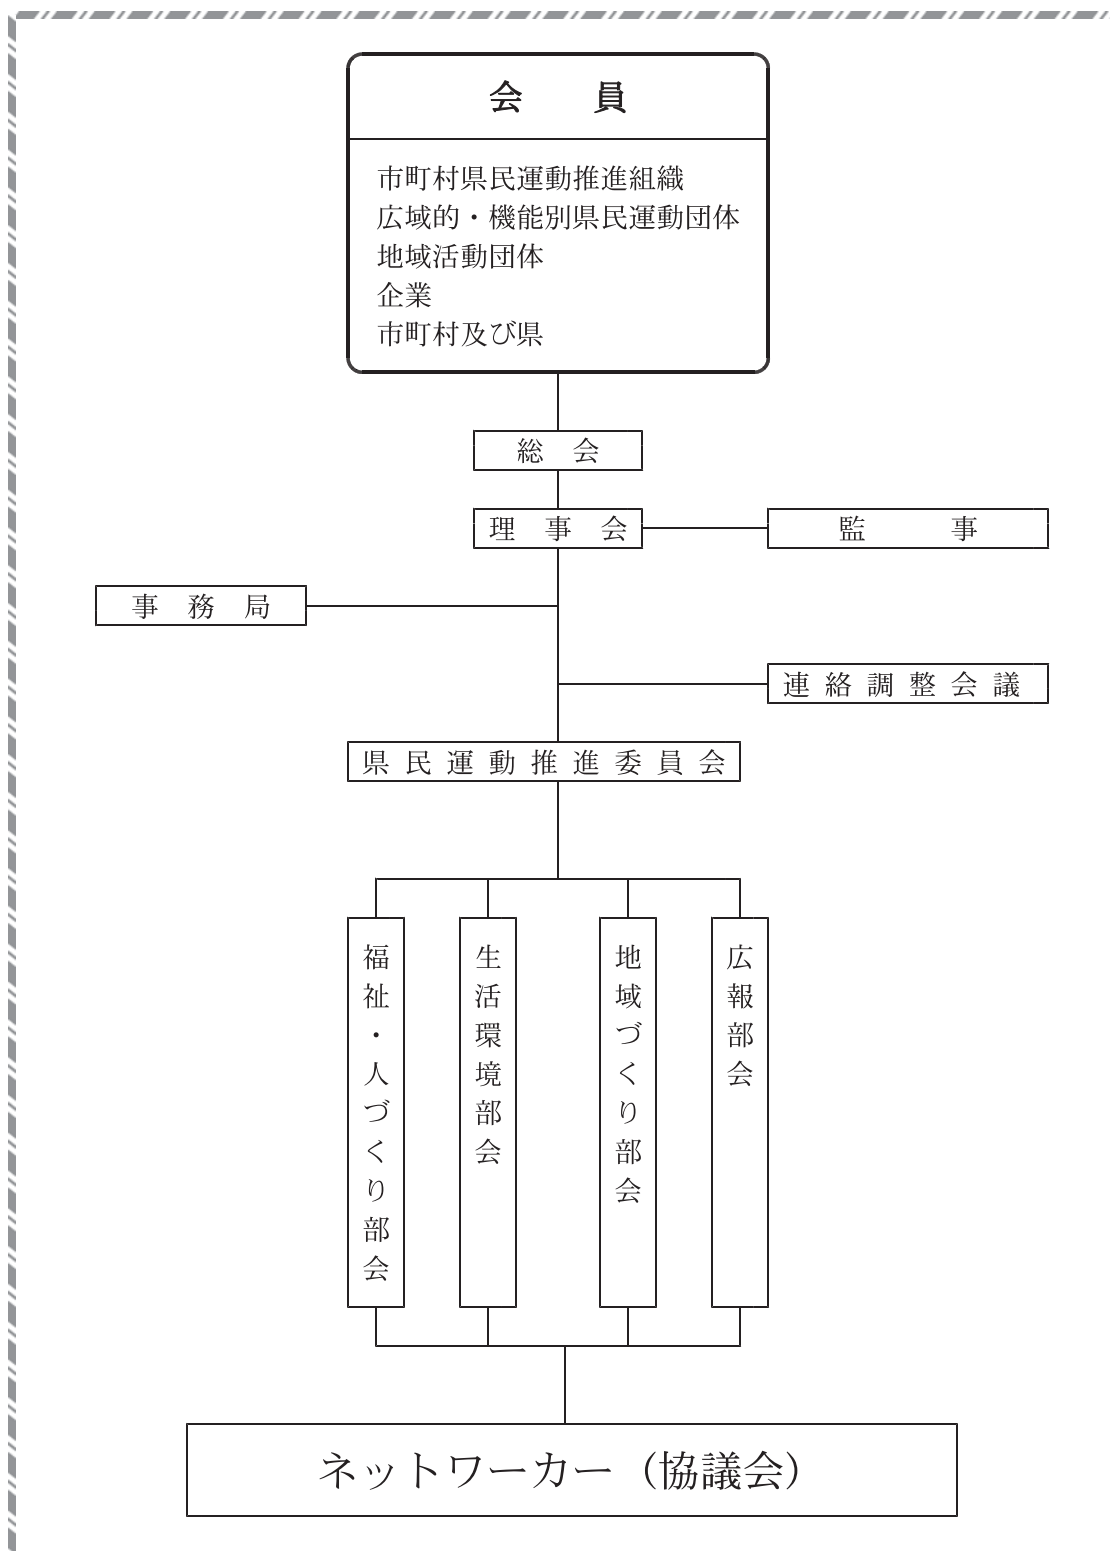 会　員
市町村県民運動推進組織
広域的・機能別県民運動団体
地域活動団体
企業
市町村及び県
総　会
理　事　会
監　　　事
事　務　局
連絡調整会議
県民運動推進委員会
福祉・人づくり部会
生活環境部会
地域づくり部会
広報部会
ネットワーカー（協議会）